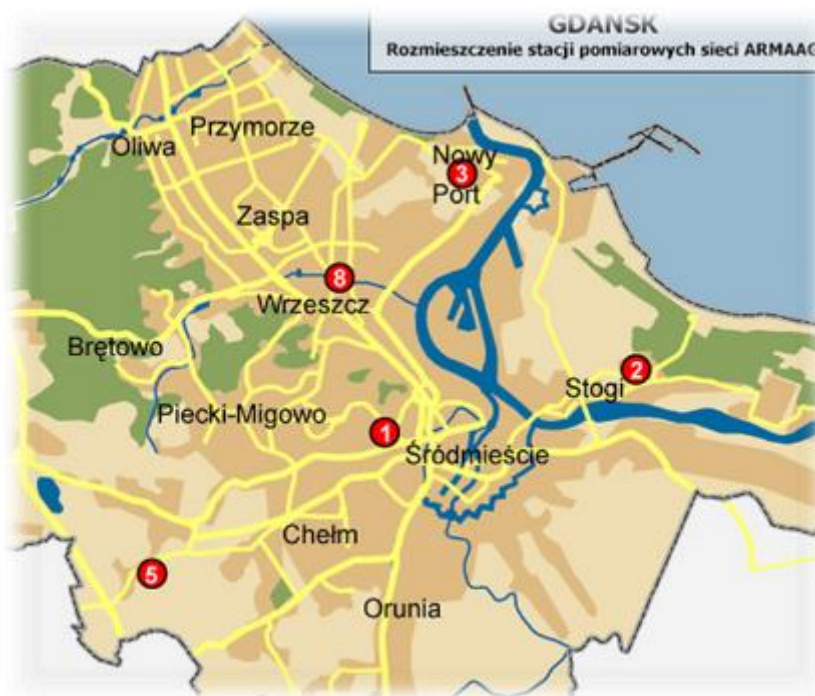 GDAŃSK
Rozmieszczenie stacji pomiarowych sieci ARMAAG
Przymorze
Oliwa
Nowy
3
Port
Zaspa
8
Wrzeszcz
Brętowo
2
Stogi
Piecki-Migowo
1
Śródmieście
Chełm
5
Orunia